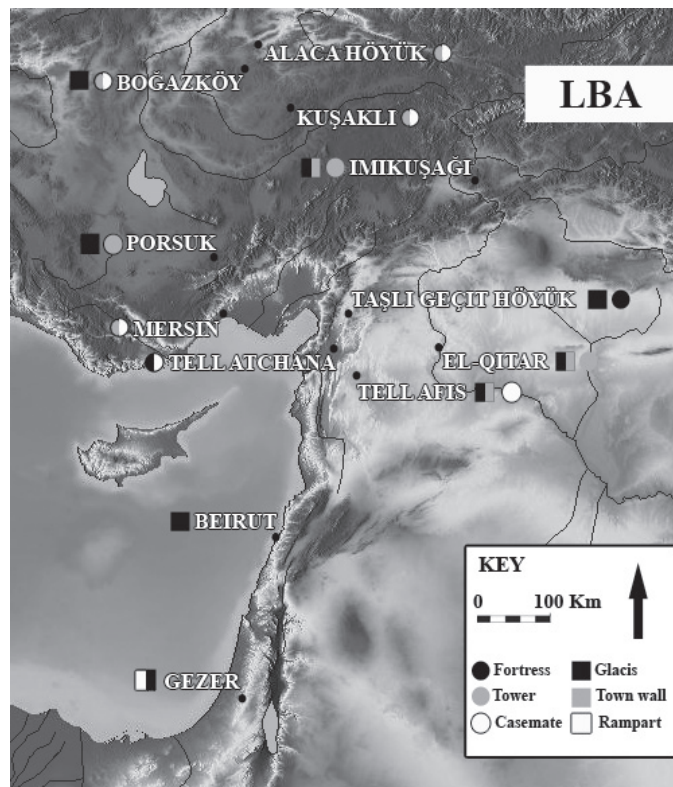 ALACA HÖYÜK
BOĞAZKÖY
LBA
KUŞAKLI
IMIKUŞAĞI
PORSUK
TAŞLI GEÇIT HÖYÜK
MERSIN
TELL ATCHANA
EL-QITAR
TELL AFIS
BEIRUT
KEY
0 100 Km
Fortress Glacis
Tower Town wall
Casemate Rampart
GEZER